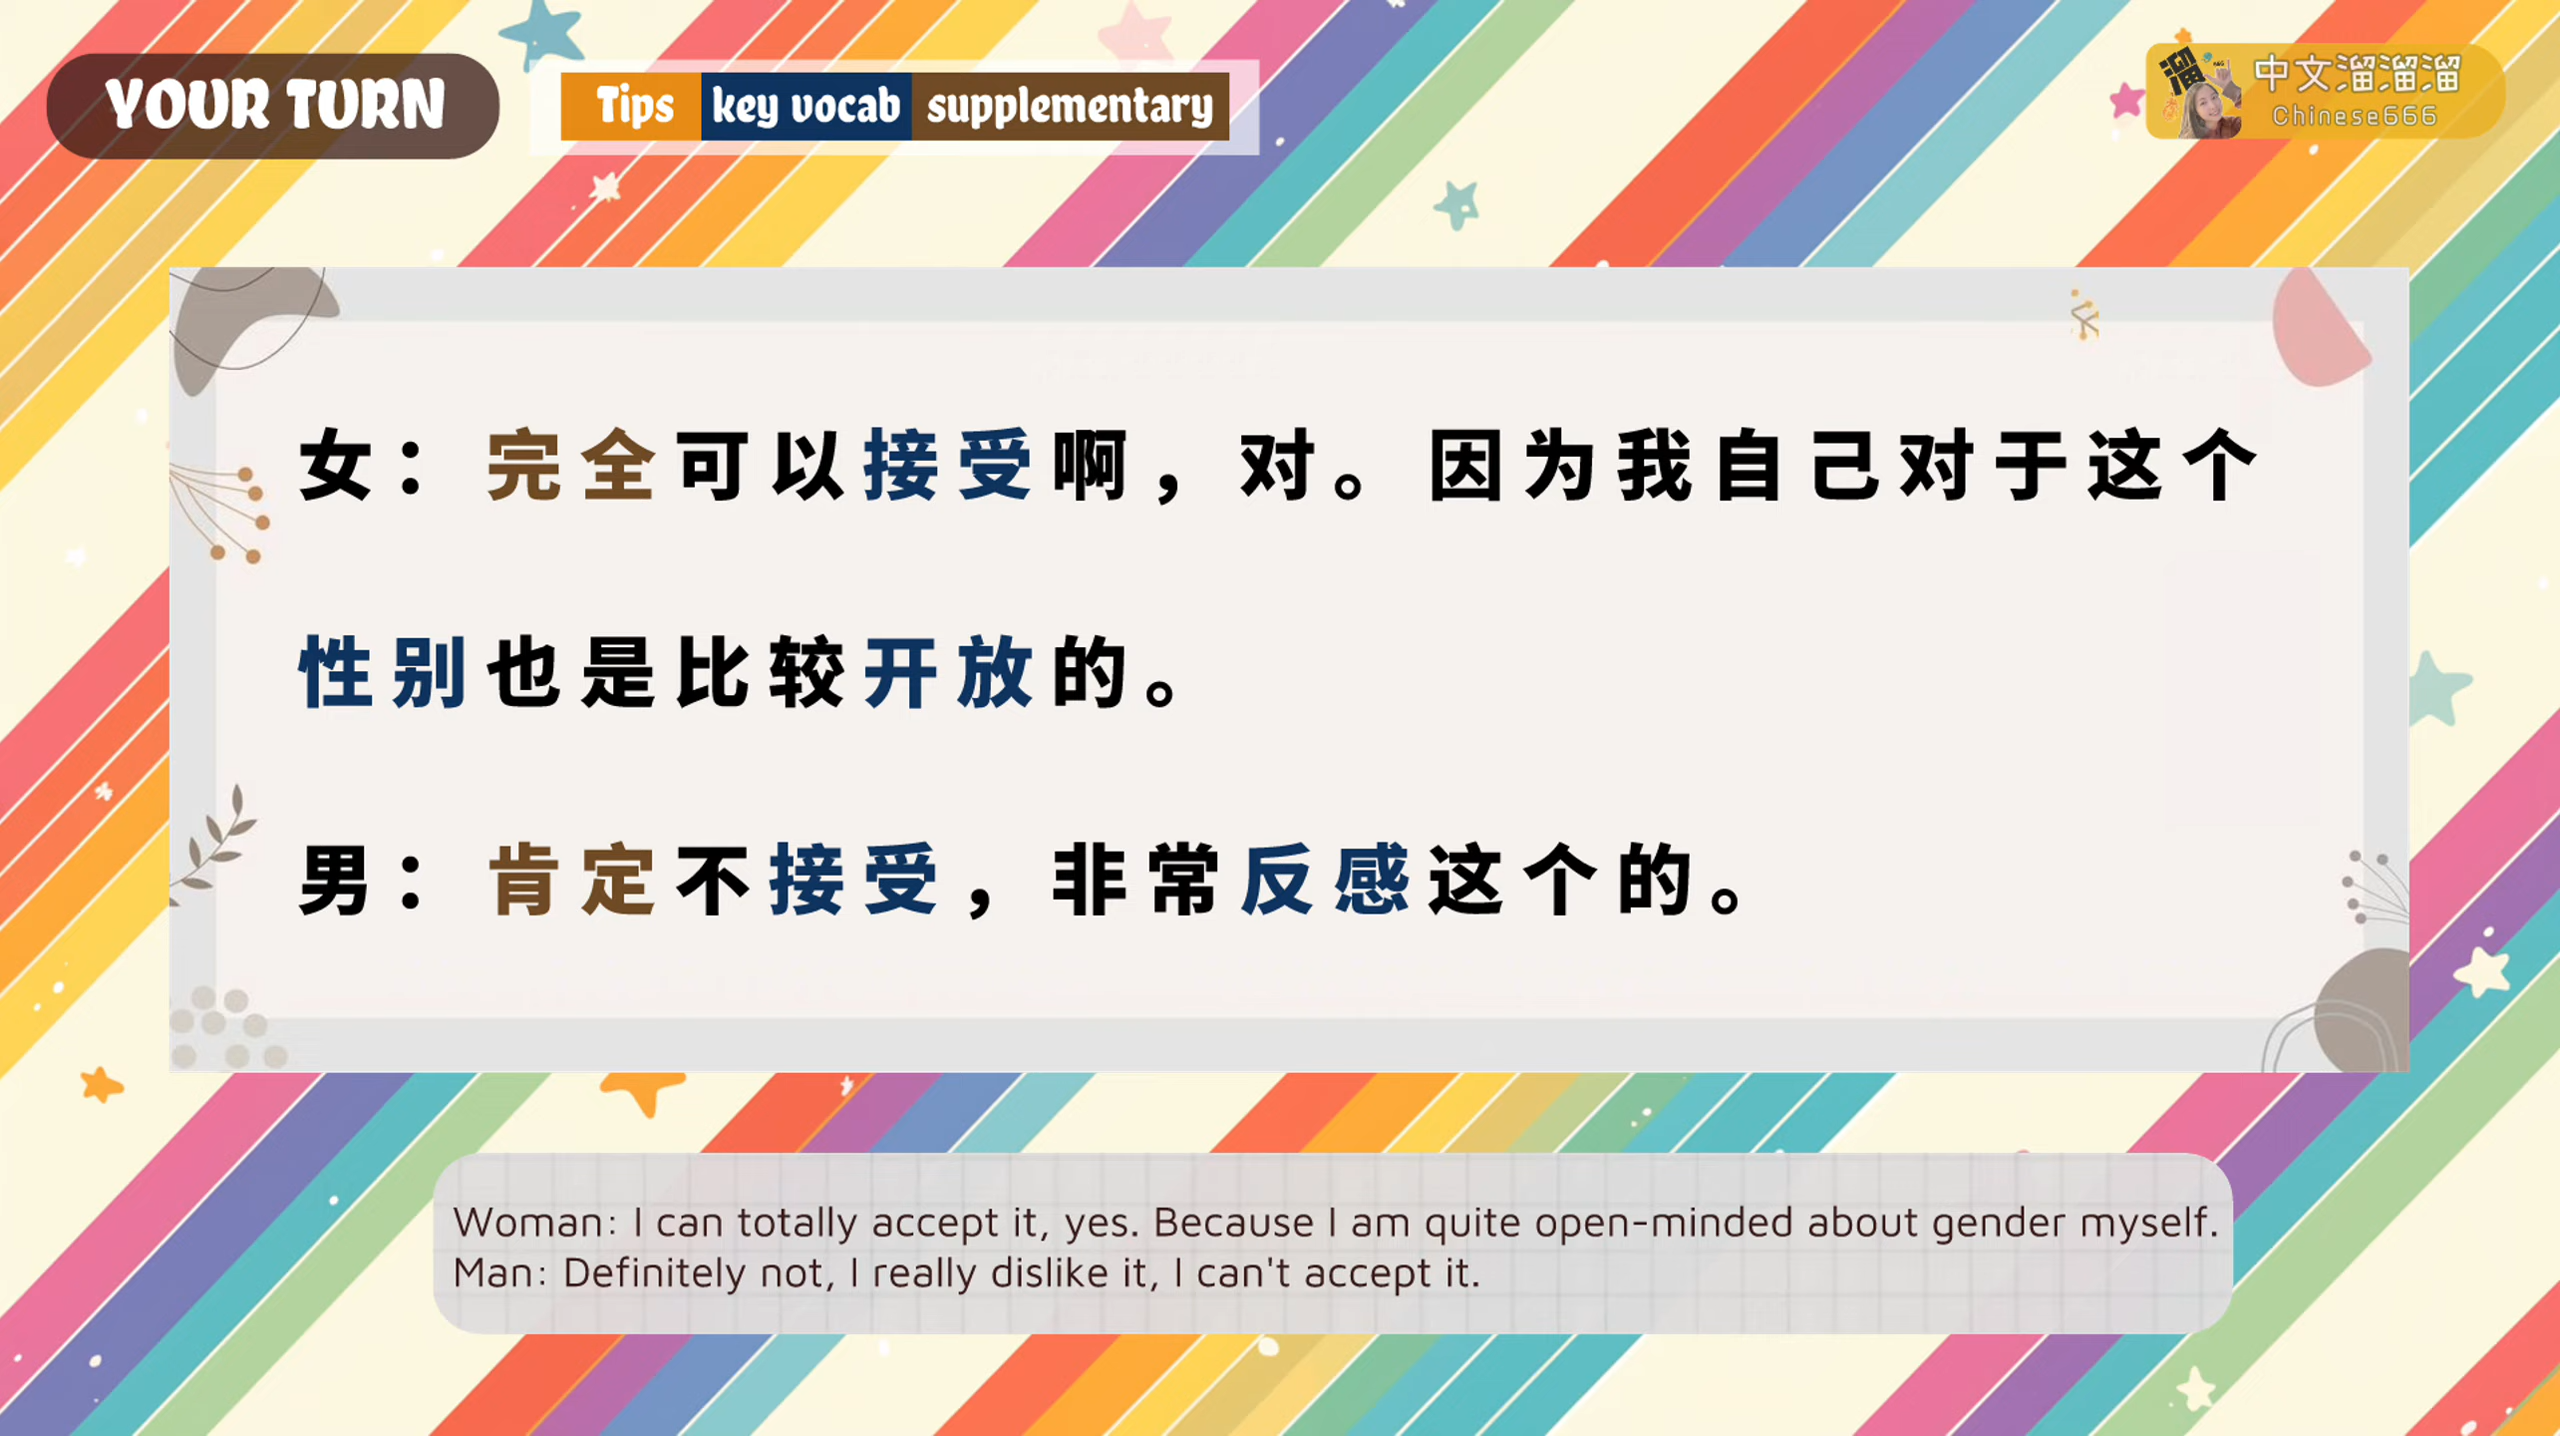 YOUR TURN
Tips key vocab supplementary
中文溜溜溜
Chinese666
女：完全可以接受啊，对。因为我自己对于这个
性别也是比较开放的。
男：肯定不接受，非常反感这个的。
Woman: I can totally accept it, yes. Because I am quite open-minded about gender myself.
Man: Definitely not, I really dislike it, I can't accept it.